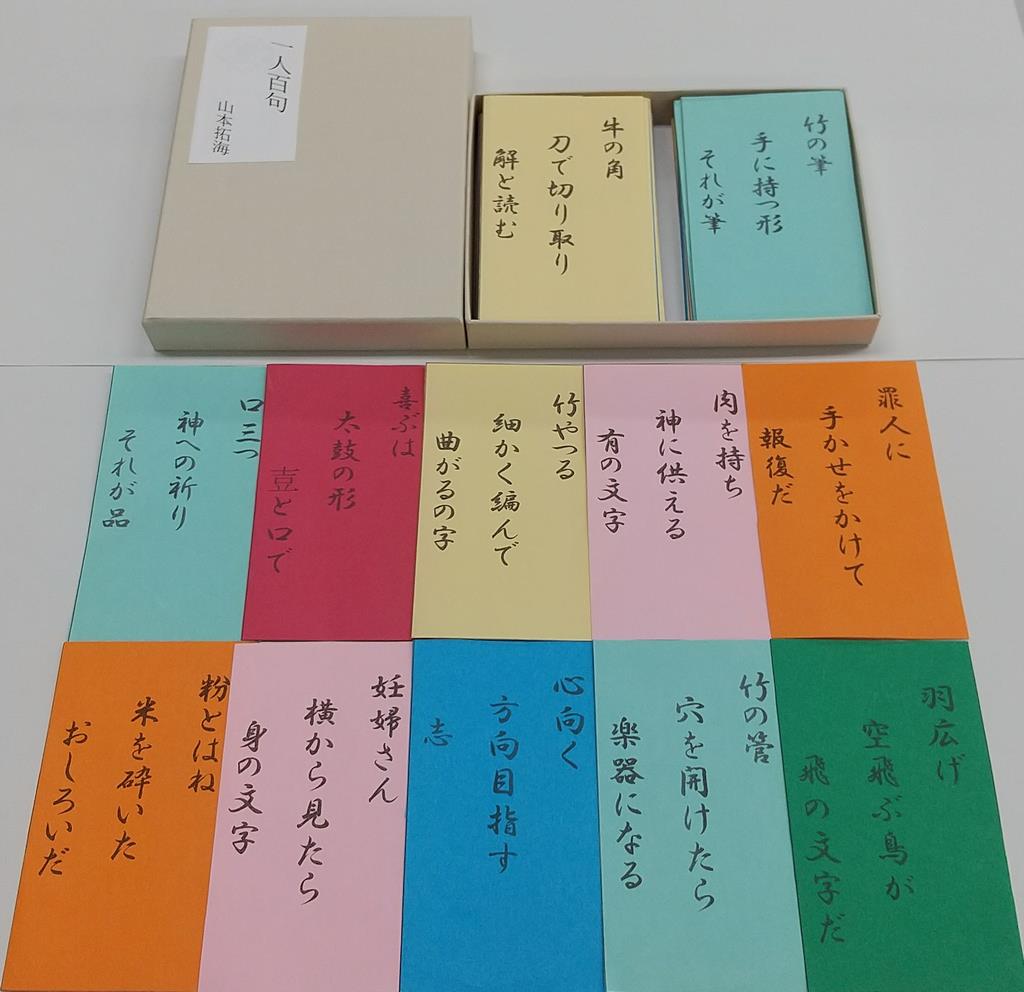 一人百句
山本拓海
牛の角
刀で切り取り
解と読む
竹の筆
手に持つ形
それが筆
口三つ
神への祈り
それが品
喜ぶは
太鼓の形
壴と口で
竹やつる
細かく編んで
曲がるの字
肉を持ち
神に供える
有の文字
罪人に
手かせをかけて
報復だ
粉とはね
米を砕いた
おしろいだ
妊婦さん
横から見たら
身の文字
心向く
方向目指す
志
竹の管
穴を開けたら
楽器になる
羽広げ
空飛ぶ鳥が
飛の文字だ